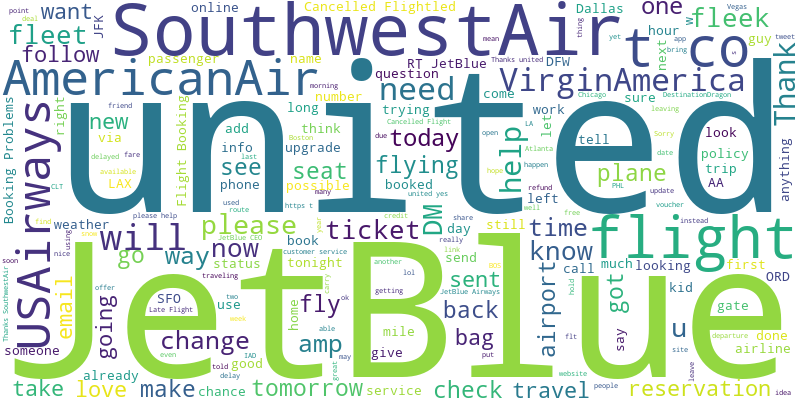 SouthwestAir
united
JetBlue
AmericanAir
VirginAmerica
USAirways
flight
t co
Thank
fleek
one
want
fleet
follow
online
Cancelled Flightled
Dallas
hour
guy
next
w
JFK
passenger
name
RT JetBlue
question
DFW
number
need
come
work
sure
long
trying
Cancelled Flight
friend
morning
right
new
via
delayed
fare
add
info
last
think
upgrade
Boston
due
today
open
LA
Atlanta
happen
help
let
tell
look
policy
trip
AA
plane
Chicago
DestinationDragon
leaving
Sorry
date
anything
app
bring
Vegas
tweet
yet
thing
mean
Thanks united
point
day
Booking Problems
Flight Booking
see
phone
seat
possible
many
flying
booked
united yes
refund
left
PHL
update
voucher
CLT
LAX
available
used
route
https t
please help
find
weather
snow
using
nice
soon
will
go
way
now
JetBlue CEO
customer service
traveling
book
status
tonight
please
ticket
DM
day
still
credit
share
really
link
send
well
free
time
know
instead
much
looking
first
ORD
call
got
kid
hold
flt
airport
sent
back
bag
another
lol
getting
JetBlue Airways
DOS
your
carry
home
fly
ok
amp
mile
give
able
may
great
put
say
u
gate
done
airline
departure
site
website
people
leave
idea
email
going
SFO
Late Flight
offer
two
use
week
change
good
IAD
told
delay
even
already
someone
Thanks SouthwestAir
take
love
make
chance
tomorrow
service
check
travel
reservation